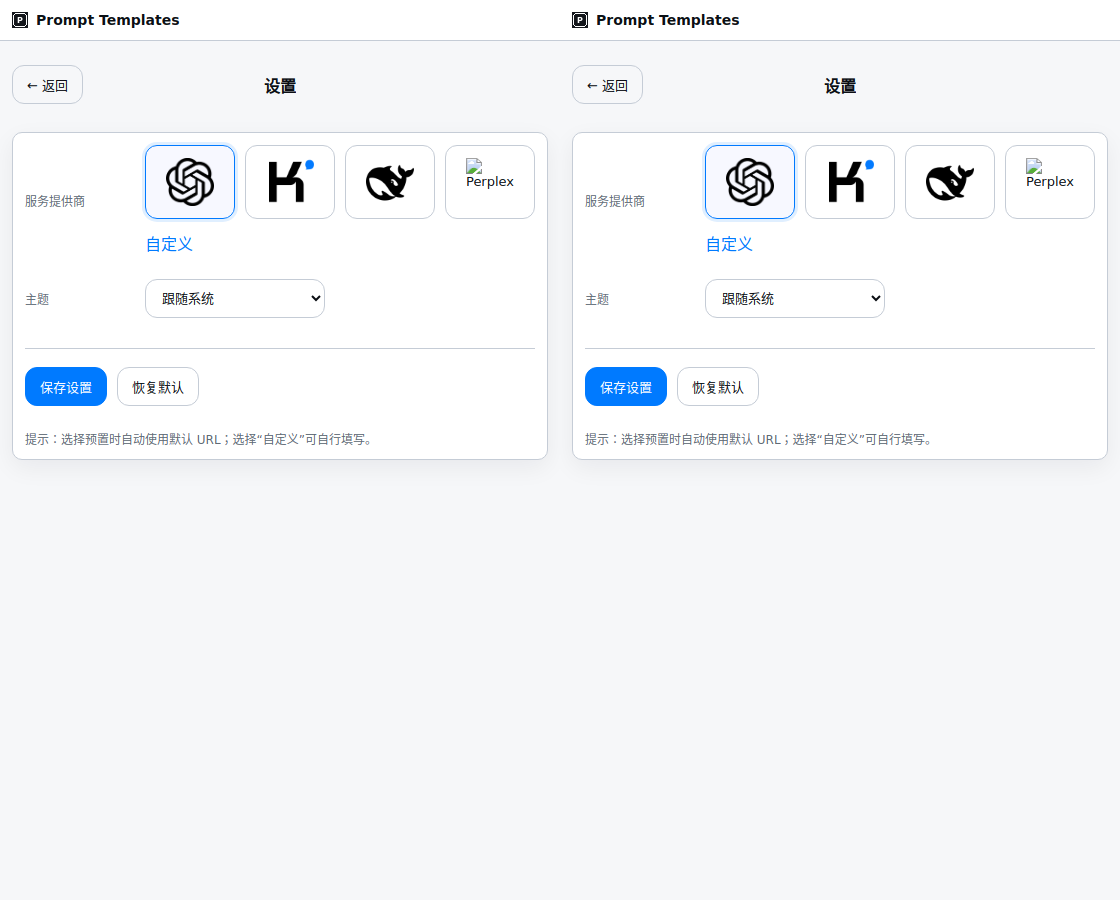 P Prompt Templates
← 返回
设置
服务提供商
Perplex
自定义
主题
跟随系统
保存设置
恢复默认
提示：选择预置时自动使用默认 URL；选择“自定义”可自行填写。
P Prompt Templates
← 返回
设置
服务提供商
Perplex
自定义
主题
跟随系统
保存设置
恢复默认
提示：选择预置时自动使用默认 URL；选择“自定义”可自行填写。